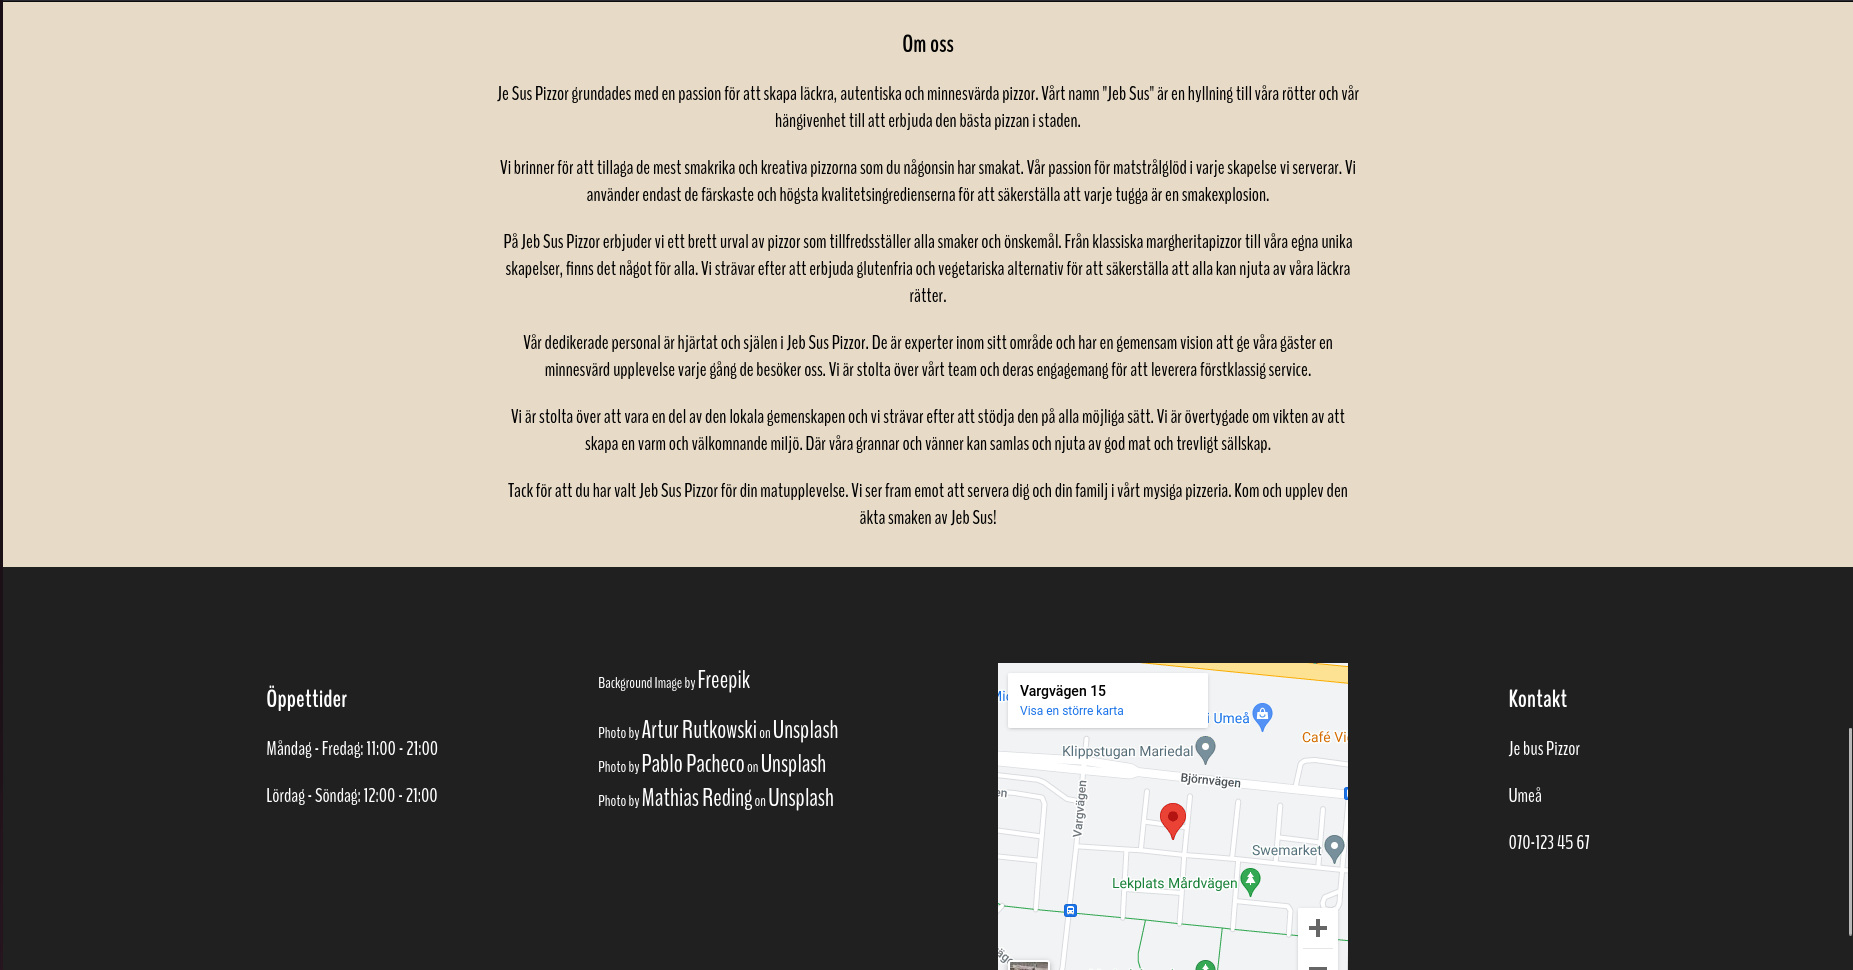 Om oss
Je Sus Pizzor grundades med en passion för att skapa läckra, autentiska och minnesvärda pizzor. Vårt namn "Jeb Sus" är en hyllning till våra rötter och vår
hängivenhet till att erbjuda den bästa pizzan i staden.
Vi brinner för att tillaga de mest smakrika och kreativa pizzorna som du någonsin har smakat. Vår passion för matstrålglöd i varje skapelse vi serverar. Vi
använder endast de färskaste och högsta kvalitetsingredienserna för att säkerställa att varje tugga är en smakexplosion.
På Jeb Sus Pizzor erbjuder vi ett brett urval av pizzor som tillfredsställer alla smaker och önskemål. Från klassiska margheritapizzor till våra egna unika
skapelser, finns det något för alla. Vi strävar efter att erbjuda glutenfria och vegetariska alternativ för att säkerställa att alla kan njuta av våra läckra
rätter.
Vår dedikerade personal är hjärtat och själen i Jeb Sus Pizzor. De är experter inom sitt område och har en gemensam vision att ge våra gäster en
minnesvärd upplevelse varje gång de besöker oss. Vi är stolta över vårt team och deras engagemang för att leverera förstklassig service.
Vi är stolta över att vara en del av den lokala gemenskapen och vi strävar efter att stödja den på alla möjliga sätt. Vi är övertygade om vikten av att
skapa en varm och välkomnande miljö. Där våra grannar och vänner kan samlas och njuta av god mat och trevligt sällskap.
Tack för att du har valt Jeb Sus Pizzor för din matupplevelse. Vi ser fram emot att servera dig och din familj i vårt mysiga pizzeria. Kom och upplev den
äkta smaken av Jeb Sus!
Öppettider
Måndag - Fredag: 11:00 - 21:00
Lördag - Söndag: 12:00 - 21:00
Background Image by Freepik
Photo by Artur Rutkowski on Unsplash
Photo by Pablo Pacheco on Unsplash
Photo by Mathias Reding on Unsplash
Vargvägen 15
Visa en större karta
i Umeå
Café Vi
Klippstugan Mariedal
Björnvägen
Vargvägen
Swemarket
Lekplats Mårdvägen
Kontakt
Je bus Pizzor
Umeå
070-123 45 67